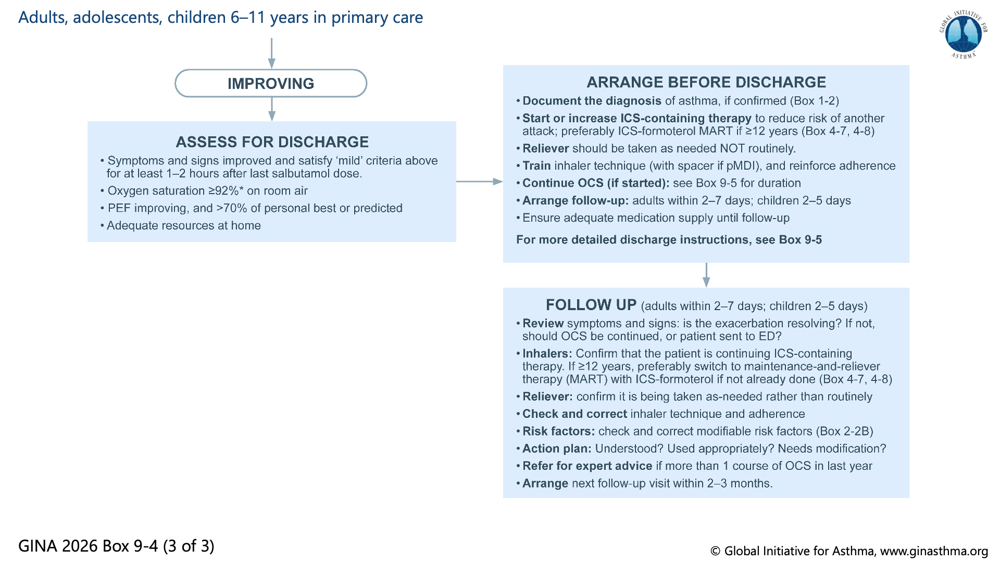 Adults, adolescents, children 6–11 years in primary care
GLOBAL INITIATIVE FOR
ASTHMA
IMPROVING
ASSESS FOR DISCHARGE
• Symptoms and signs improved and satisfy ‘mild’ criteria above
for at least 1–2 hours after last salbutamol dose.
• Oxygen saturation ≥92%* on room air
• PEF improving, and >70% of personal best or predicted
• Adequate resources at home
ARRANGE BEFORE DISCHARGE
• Document the diagnosis of asthma, if confirmed (Box 1-2)
• Start or increase ICS-containing therapy to reduce risk of another
attack; preferably ICS-formoterol MART if ≥12 years (Box 4-7, 4-8)
• Reliever should be taken as needed NOT routinely.
• Train inhaler technique (with spacer if pMDI), and reinforce adherence
• Continue OCS (if started): see Box 9-5 for duration
• Arrange follow-up: adults within 2–7 days; children 2–5 days
• Ensure adequate medication supply until follow-up
For more detailed discharge instructions, see Box 9-5
FOLLOW UP (adults within 2–7 days; children 2–5 days)
• Review symptoms and signs: is the exacerbation resolving? If not,
should OCS be continued, or patient sent to ED?
• Inhalers: Confirm that the patient is continuing ICS-containing
therapy. If ≥12 years, preferably switch to maintenance-and-reliever
therapy (MART) with ICS-formoterol if not already done (Box 4-7, 4-8)
• Reliever: confirm it is being taken as-needed rather than routinely
• Check and correct inhaler technique and adherence
• Risk factors: check and correct modifiable risk factors (Box 2-2B)
• Action plan: Understood? Used appropriately? Needs modification?
• Refer for expert advice if more than 1 course of OCS in last year
• Arrange next follow-up visit within 2–3 months.
GINA 2026 Box 9-4 (3 of 3)
© Global Initiative for Asthma, www.ginasthma.org